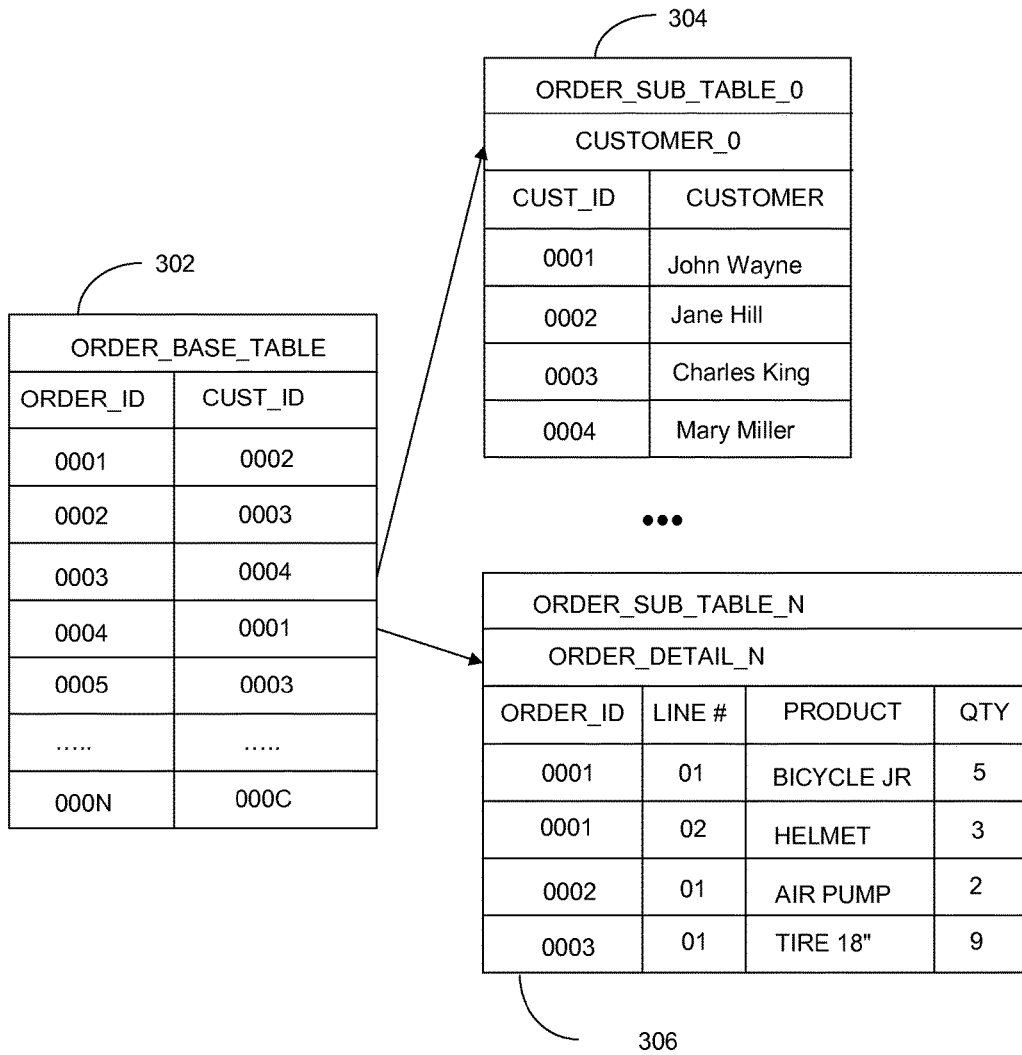 304
ORDER_SUB_TABLE_0
CUSTOMER_0
CUST_ID CUSTOMER
0001 John Wayne
0002 Jane Hill
0003 Charles King
0004 Mary Miller
302
ORDER_BASE_TABLE
ORDER_ID CUST_ID
0001 0002
0002 0003
0003 0004
0004 0001
0005 0003
..... .....
000N 000C
•••
ORDER_SUB_TABLE_N
ORDER_DETAIL_N
ORDER_ID LINE # PRODUCT QTY
0001 01 BICYCLE JR 5
0001 02 HELMET 3
0002 01 AIR PUMP 2
0003 01 TIRE 18" 9
306